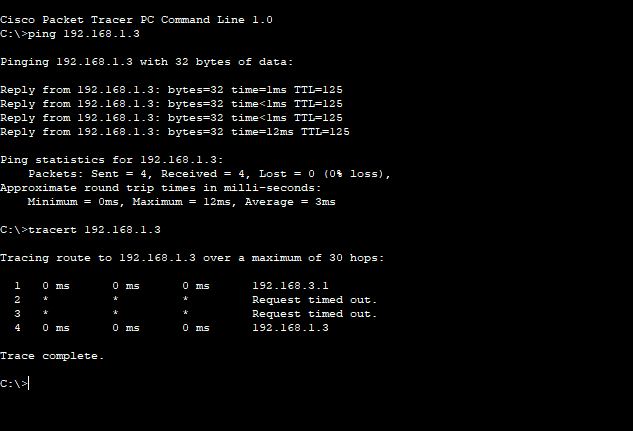 Cisco Packet Tracer PC Command Line 1.0
C:\>ping 192.168.1.3
Pinging 192.168.1.3 with 32 bytes of data:
Reply from 192.168.1.3: bytes=32 time=1ms TTL=125
Reply from 192.168.1.3: bytes=32 time<1ms TTL=125
Reply from 192.168.1.3: bytes=32 time<1ms TTL=125
Reply from 192.168.1.3: bytes=32 time=12ms TTL=125
Ping statistics for 192.168.1.3:
    Packets: Sent = 4, Received = 4, Lost = 0 (0% loss),
Approximate round trip times in milli-seconds:
    Minimum = 0ms, Maximum = 12ms, Average = 3ms
C:\>tracert 192.168.1.3
Tracing route to 192.168.1.3 over a maximum of 30 hops:
  1   0 ms      0 ms      0 ms      192.168.3.1
  2   *         *         *         Request timed out.
  3   *         *         *         Request timed out.
  4   0 ms      0 ms      0 ms      192.168.1.3
Trace complete.
C:\>